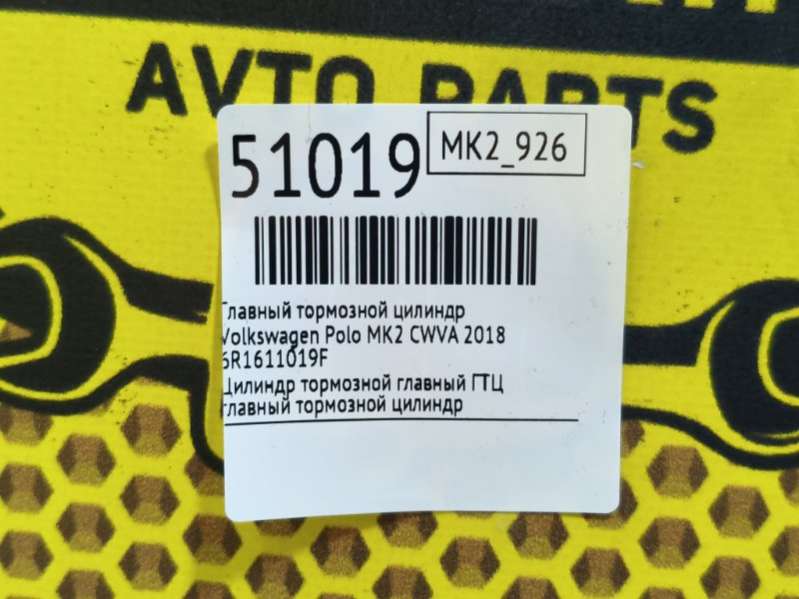 AVTO PARTS
51019
MK2_926
Главный тормозной цилиндр
Volkswagen Polo MK2 CWVA 2018
6R1611019F
Цилиндр тормозной главный ГТЦ
главный тормозной цилиндр